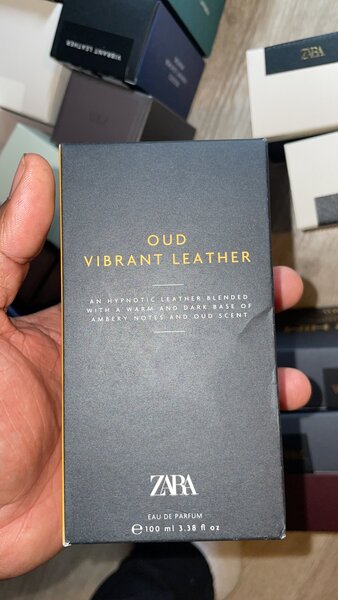 VIBRANT LEATHER
ZARA
OUD
VIBRANT LEATHER
AN HYPNOTIC LEATHER BLENDED
WITH A WARM AND DARK BASE OF
AMBERY NOTES AND OUD SCENT
ZARA
EAU DE PARFUM
℮ 100 ml 3.38 fl oz